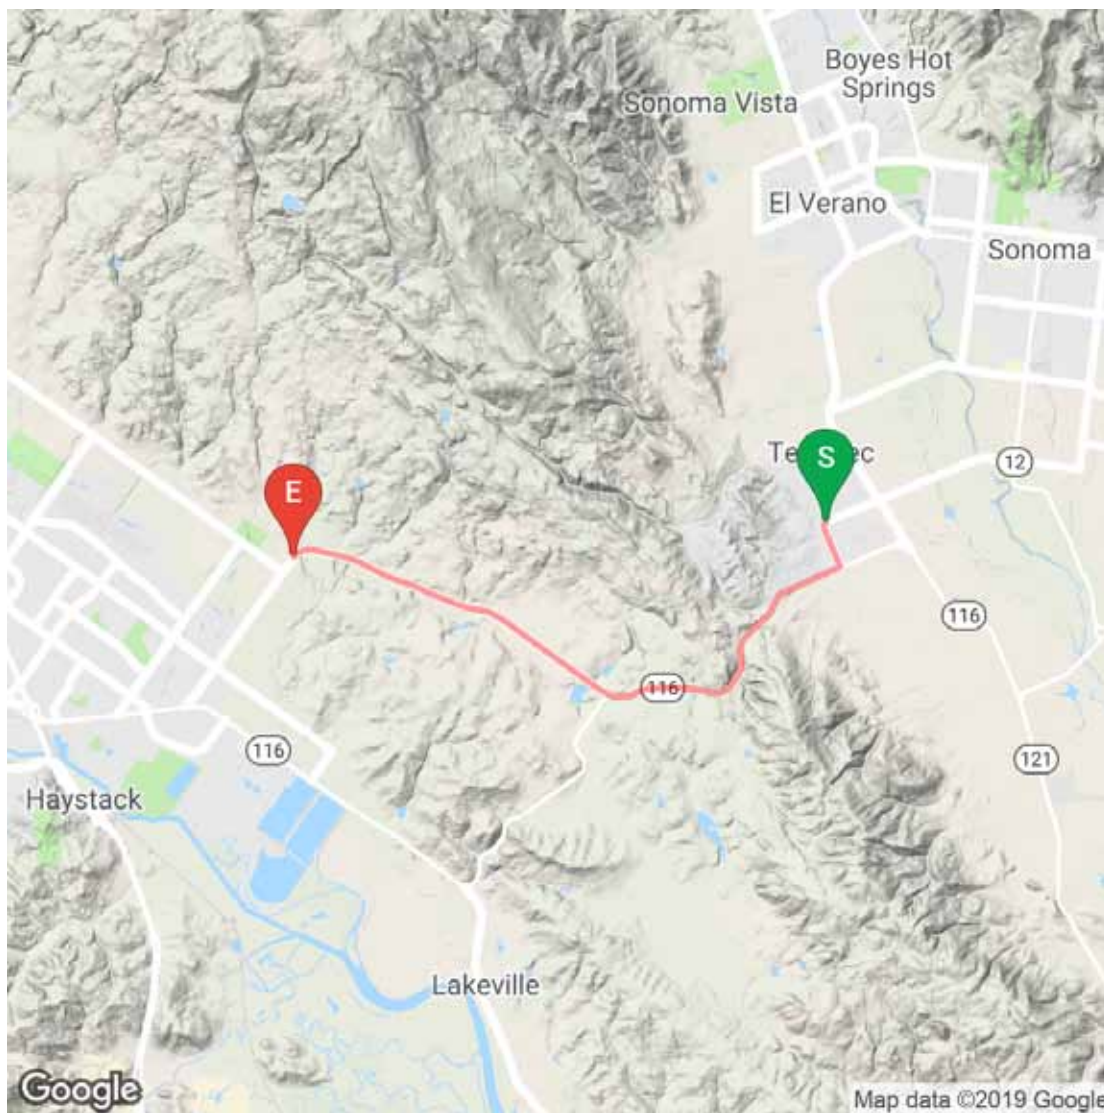 Boyes Hot
Springs
Sonoma Vista
El Verano
Sonoma
S
12
E
116
116
116
121
Haystack
Lakeville
Google
Map data ©2019 Google